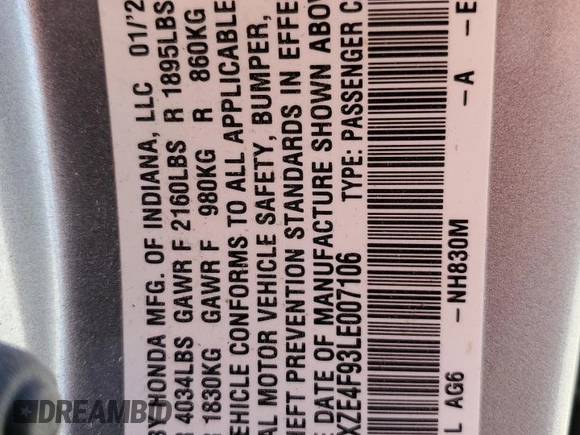 BY HONDA MFG. OF INDIANA, LLC 01/2
4034LBS GAWR F 2160LBS R 1895LBS
1830KG GAWR F 980KG R 860KG
EHICLE CONFORMS TO ALL APPLICABLE
AL MOTOR VEHICLE SAFETY, BUMPER,
HEFT PREVENTION STANDARDS IN EFFE
E DATE OF MANUFACTURE SHOWN ABOV
XZE4F93LE007106 TYPE: PASSENGER C
L AG6 -NH830M -A -E
DREAMBID